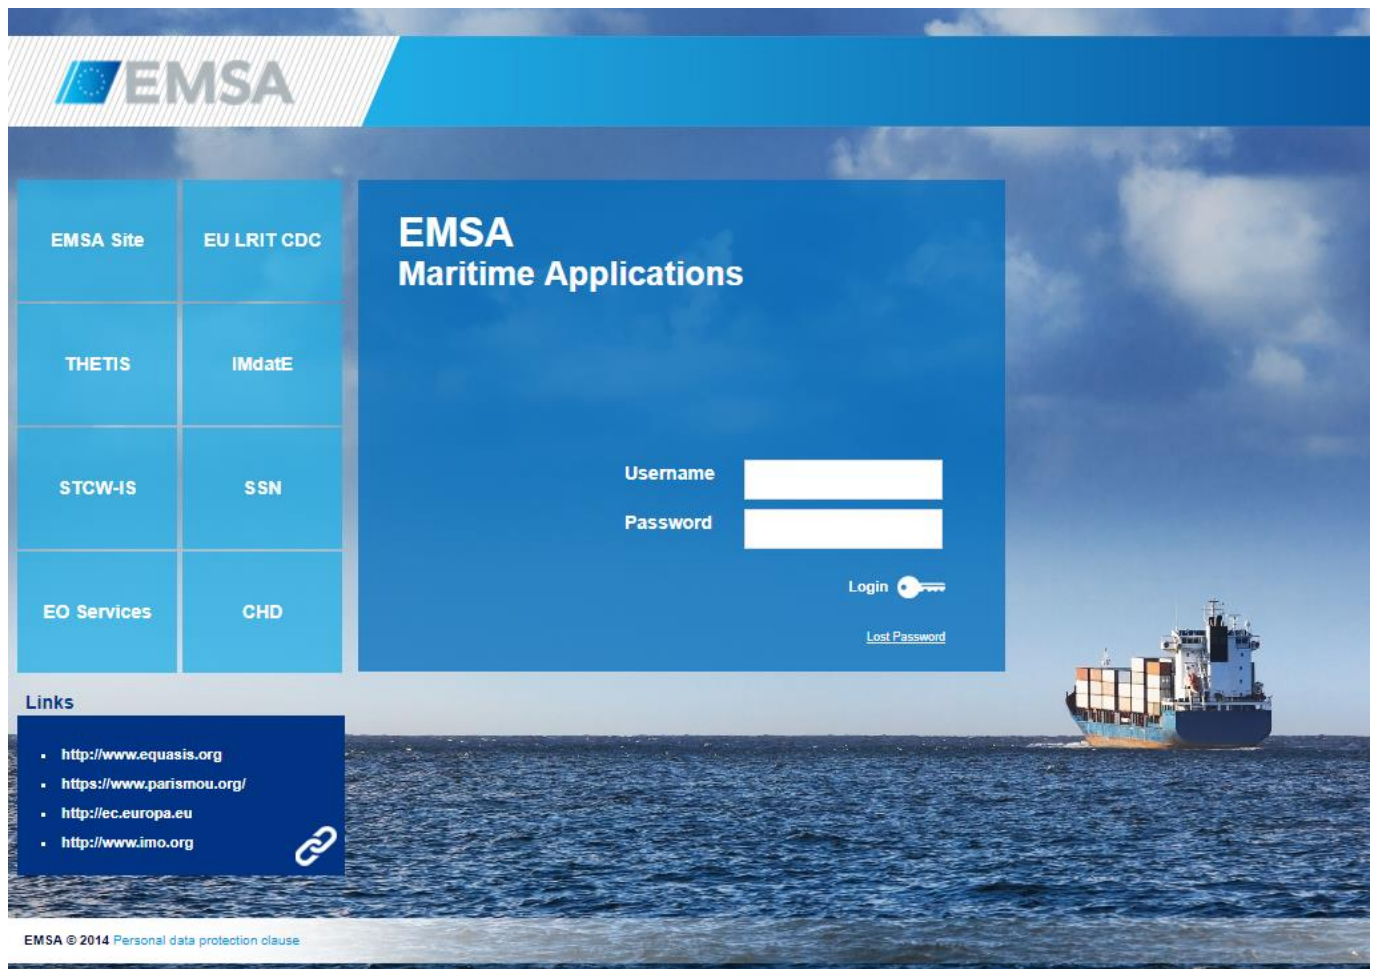 EMSA
EMSA Site
EU LRIT CDC
THETIS
IMdatE
STCW-IS
SSN
EO Services
CHD
EMSA
Maritime Applications
Username
Password
Login
Lost Password
Links
http://www.equasis.org
https://www.parismou.org/
http://ec.europa.eu
http://www.imo.org
EMSA © 2014 Personal data protection clause